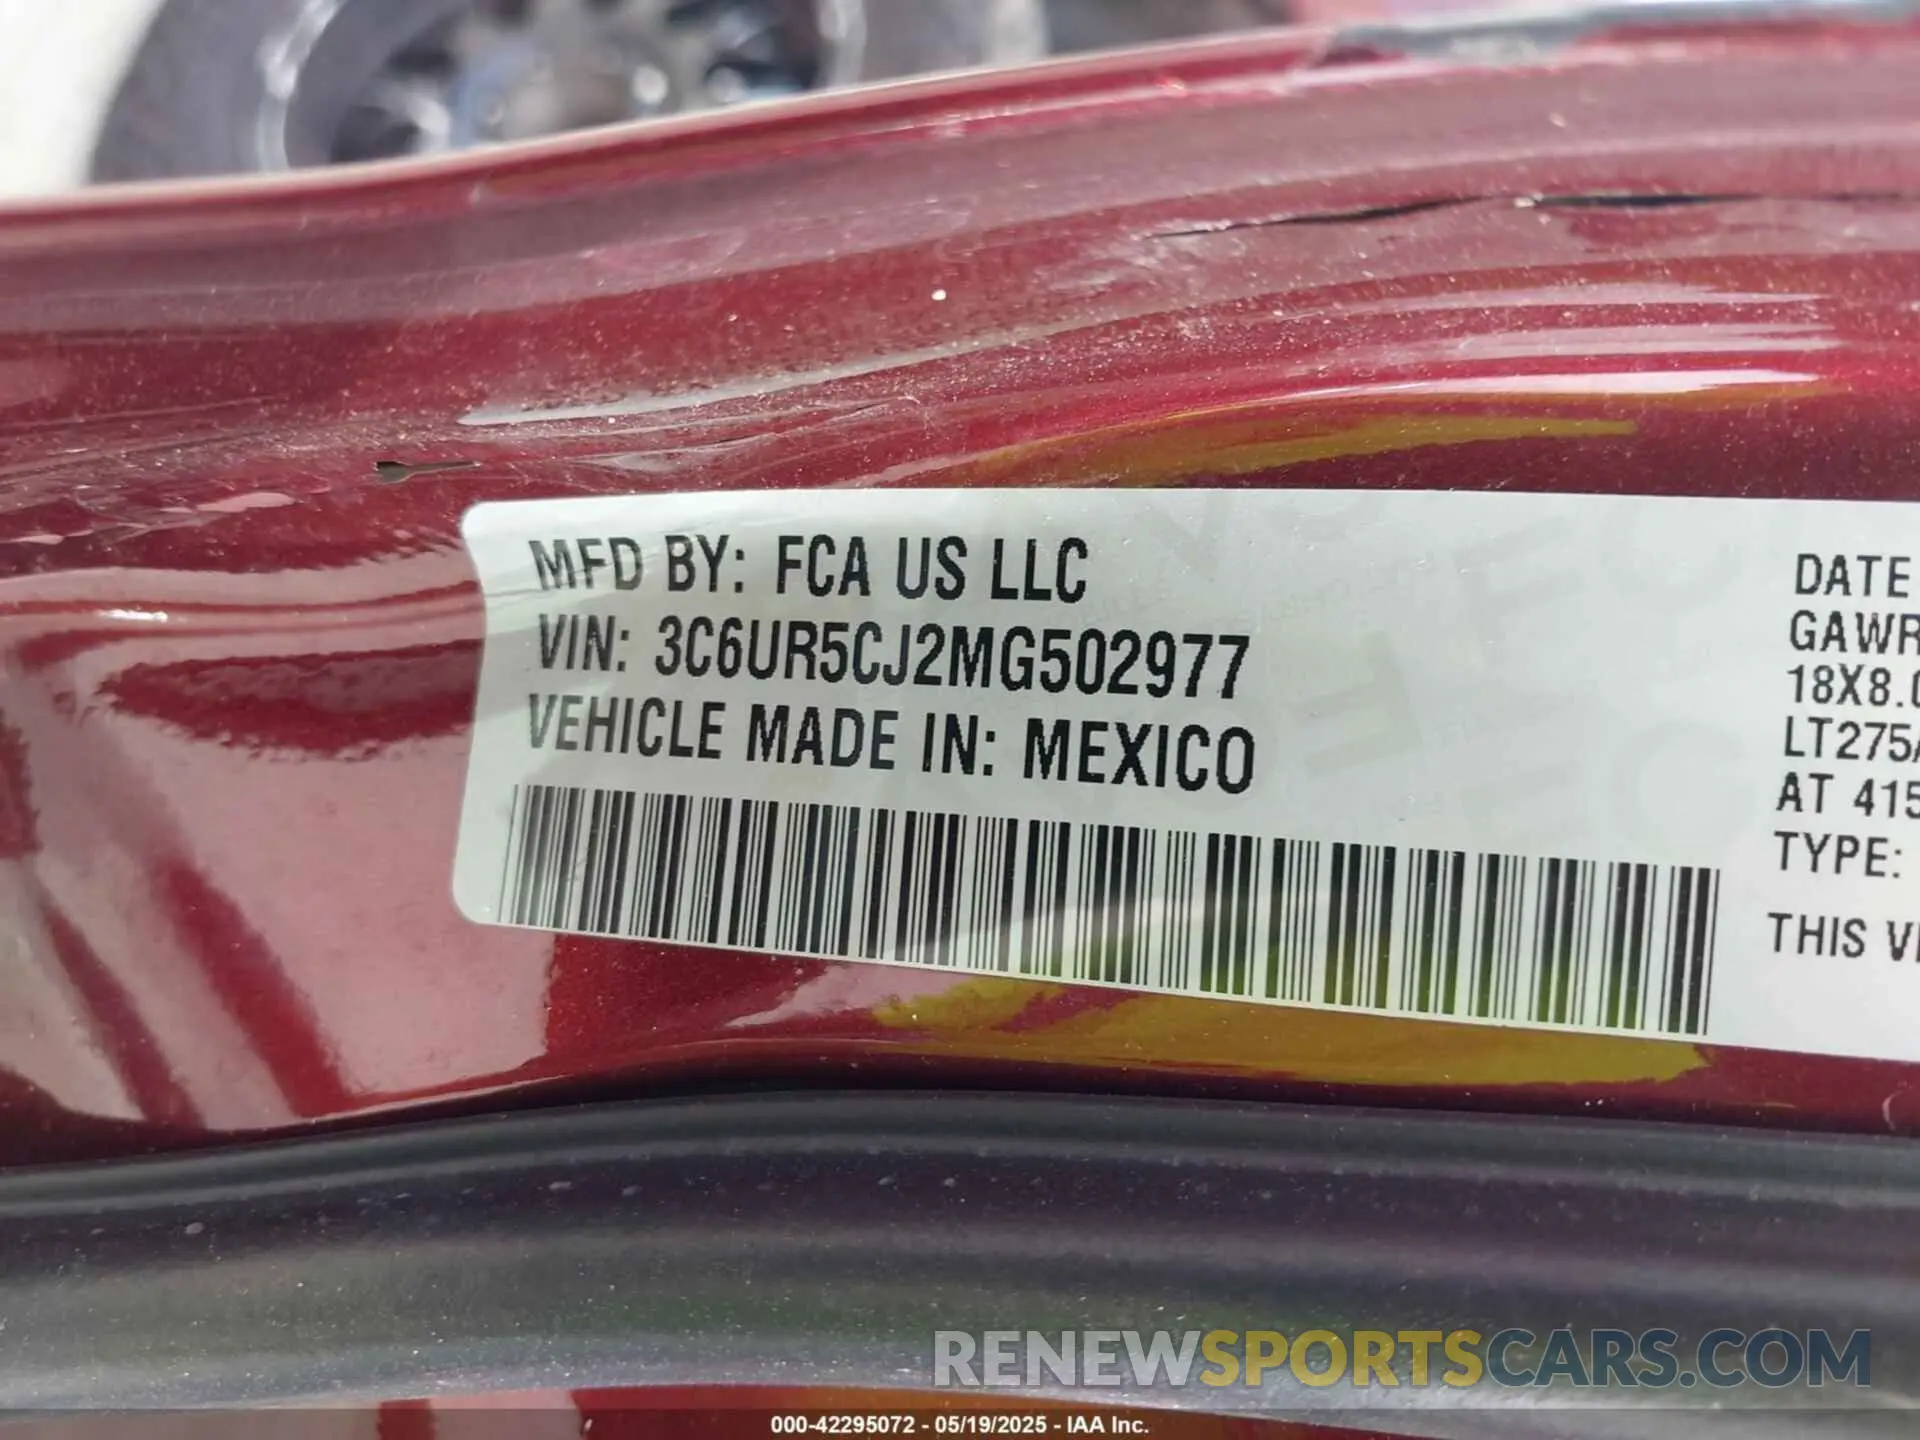 MFD BY: FCA US LLC
VIN: 3C6UR5CJ2MG502977
VEHICLE MADE IN: MEXICO
DATE
GAWR
18X8.0
LT275
AT 415
TYPE:
THIS
RENEWSPORTSCARS.COM
000-42295072 - 05/19/2025 - IAA Inc.